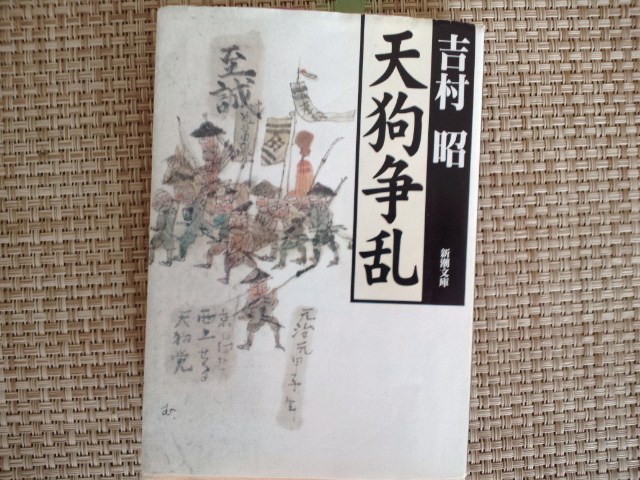 吉村 昭
天狗争乱
新潮文庫
至誠
元治元甲子年
西上する
天狗党